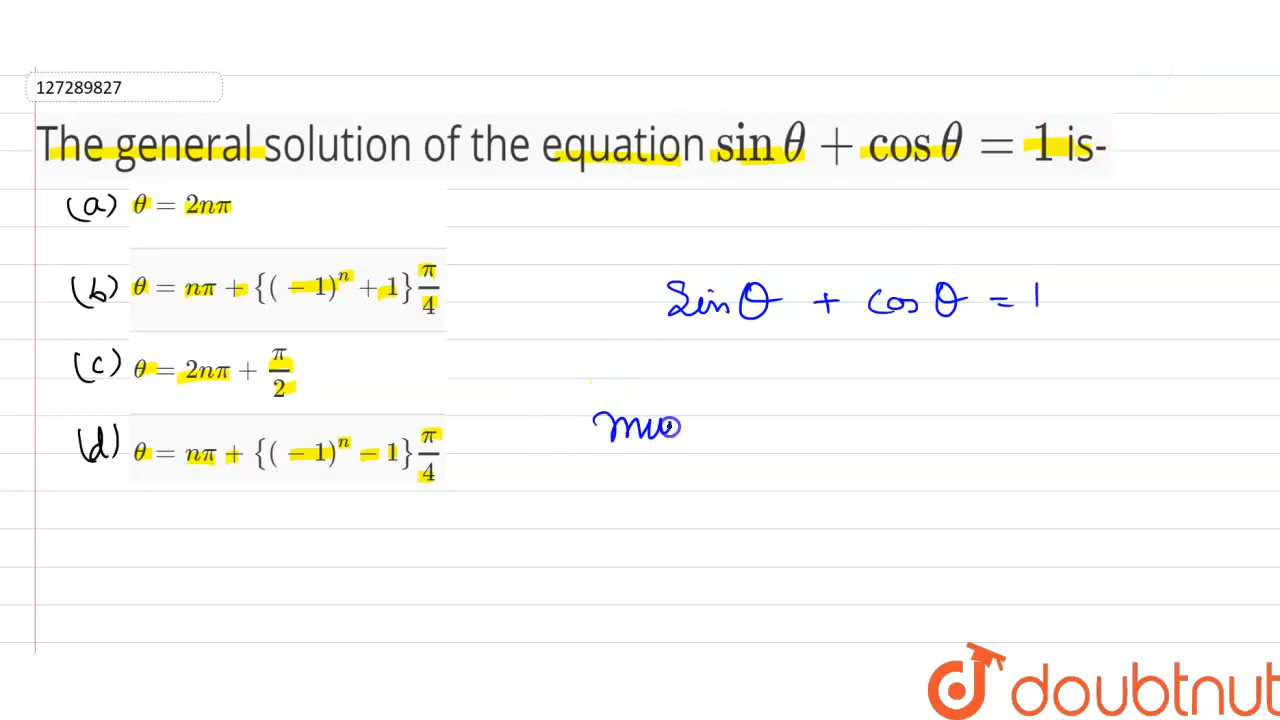 127289827
The general solution of the equation sin θ + cos θ = 1 is-
(a) θ = 2nπ
(b) θ = nπ + {(−1)ⁿ + 1} π/4
sin θ + cos θ = 1
(c) θ = 2nπ + π/2
(d) θ = nπ + {(−1)ⁿ − 1} π/4
doubtnut